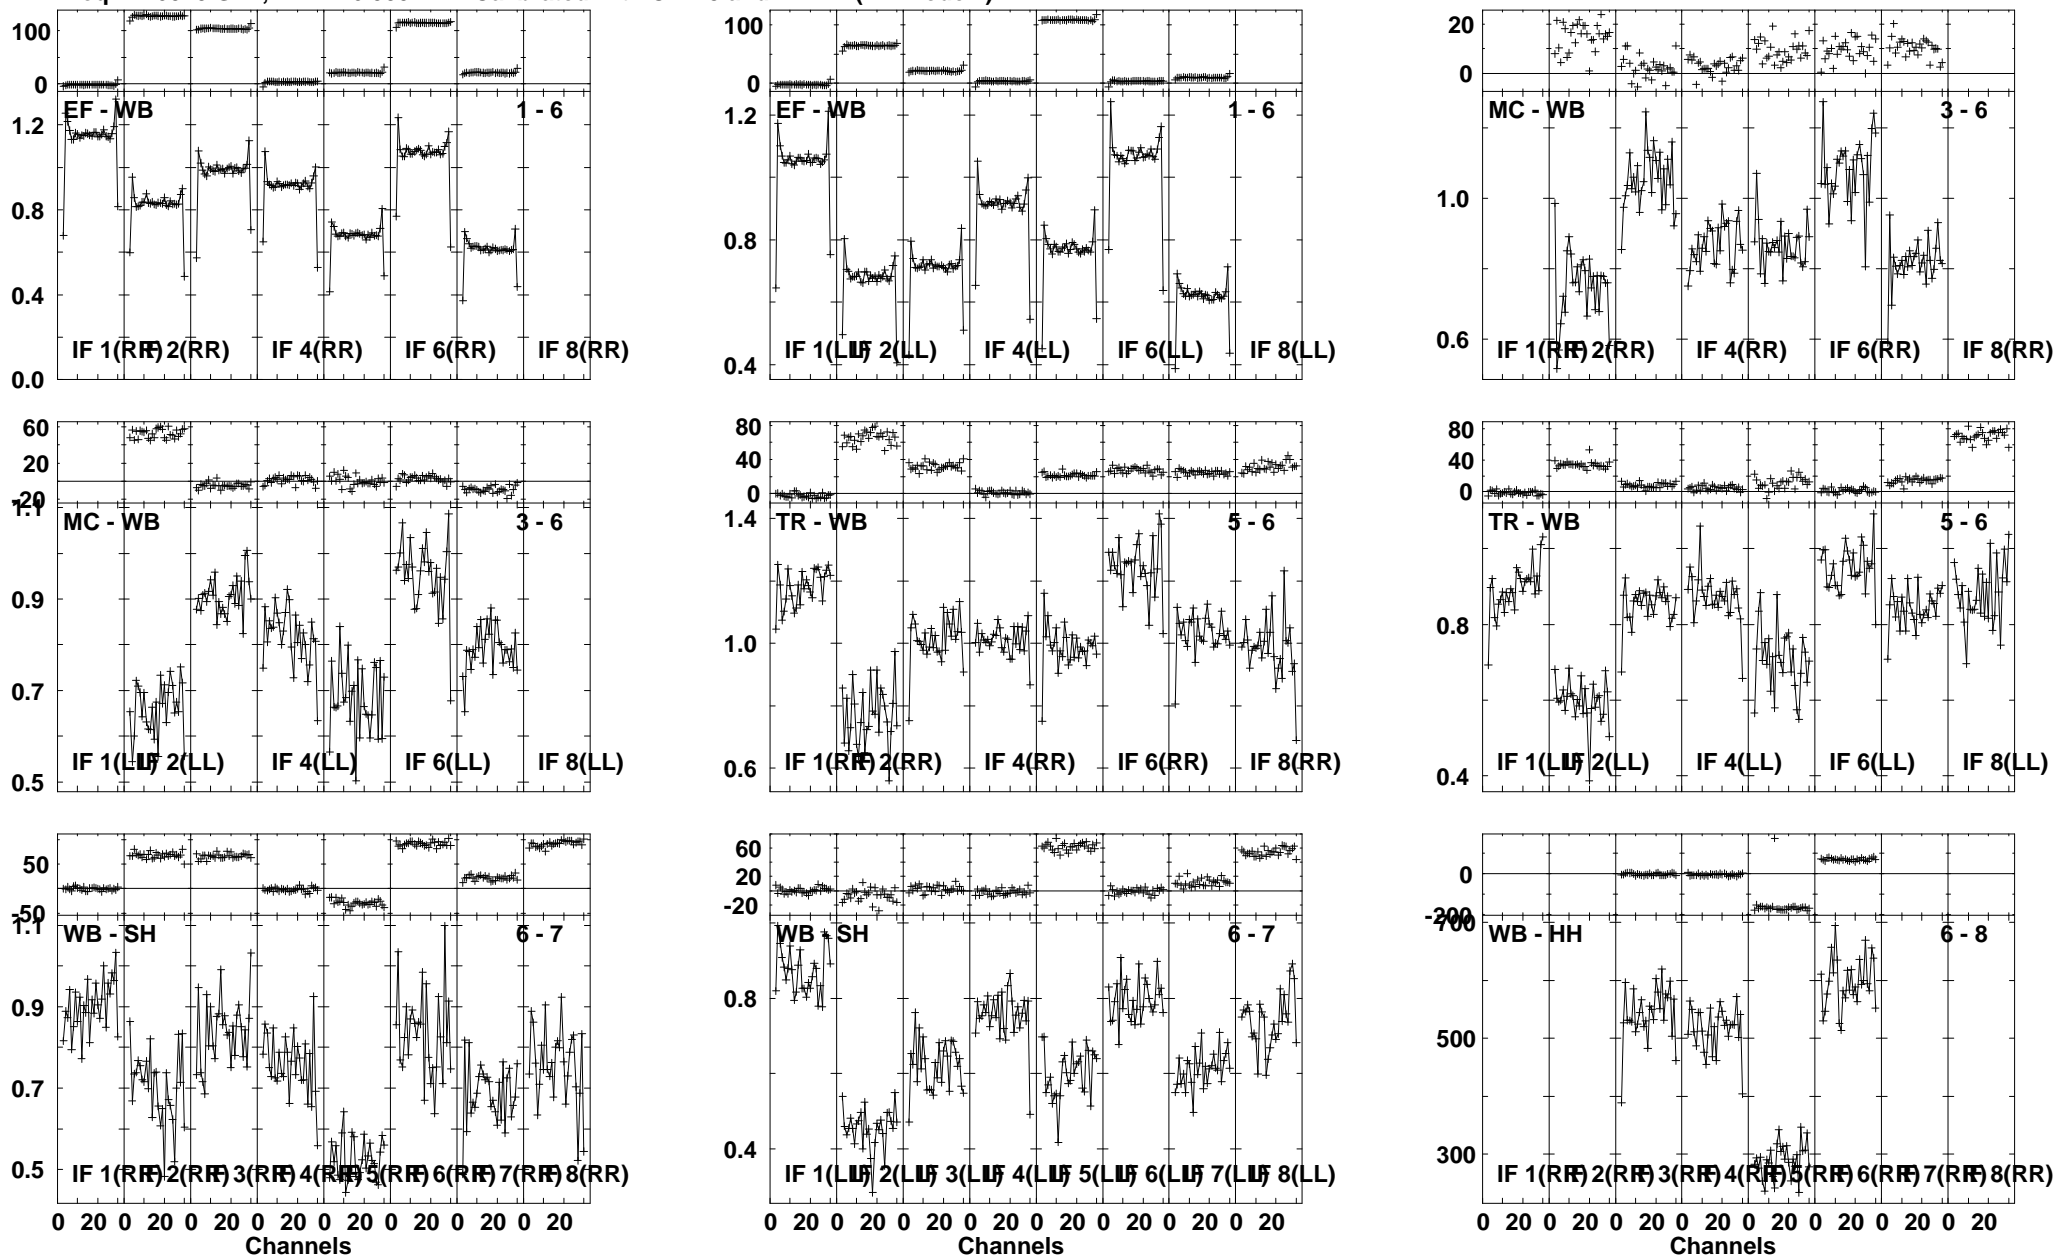 100
0
EF - WB 1 - 6
1.2
0.8
0.4
0.0
IF 1(RR) IF 2(RR) IF 4(RR) IF 6(RR) IF 8(RR)
100
0
EF - WB 1 - 6
1.2
0.8
0.4
IF 1(LL) IF 2(LL) IF 4(LL) IF 6(LL) IF 8(LL)
20
0
MC - WB 3 - 6
1.0
0.6
IF 1(RR) IF 2(RR) IF 4(RR) IF 6(RR) IF 8(RR)
60
20
-20
1.1
MC - WB 3 - 6
0.9
0.7
0.5
IF 1(LL) IF 2(LL) IF 4(LL) IF 6(LL) IF 8(LL)
80
40
0
1.4
TR - WB 5 - 6
1.0
0.6
IF 1(RR) IF 2(RR) IF 4(RR) IF 6(RR) IF 8(RR)
80
40
0
TR - WB 5 - 6
0.8
0.4
IF 1(LL) IF 2(LL) IF 4(LL) IF 6(LL) IF 8(LL)
50
-50
1.1
WB - SH 6 - 7
0.9
0.7
0.5
IF 1(RR) IF 2(RR) IF 3(RR) IF 4(RR) IF 5(RR) IF 6(RR) IF 7(RR) IF 8(RR)
0 20 0 20 0 20 0 20 0 20 0 20 0 20 0 20
Channels
60
20
-20
WB - SH 6 - 7
0.8
0.4
IF 1(LL) IF 2(LL) IF 3(LL) IF 4(LL) IF 5(LL) IF 6(LL) IF 7(LL) IF 8(LL)
0 20 0 20 0 20 0 20 0 20 0 20 0 20 0 20
Channels
0
-200
700
WB - HH 6 - 8
500
300
IF 1(RR) IF 2(RR) IF 3(RR) IF 4(RR) IF 5(RR) IF 6(RR) IF 7(RR) IF 8(RR)
0 20 0 20 0 20 0 20 0 20 0 20 0 20 0 20
Channels